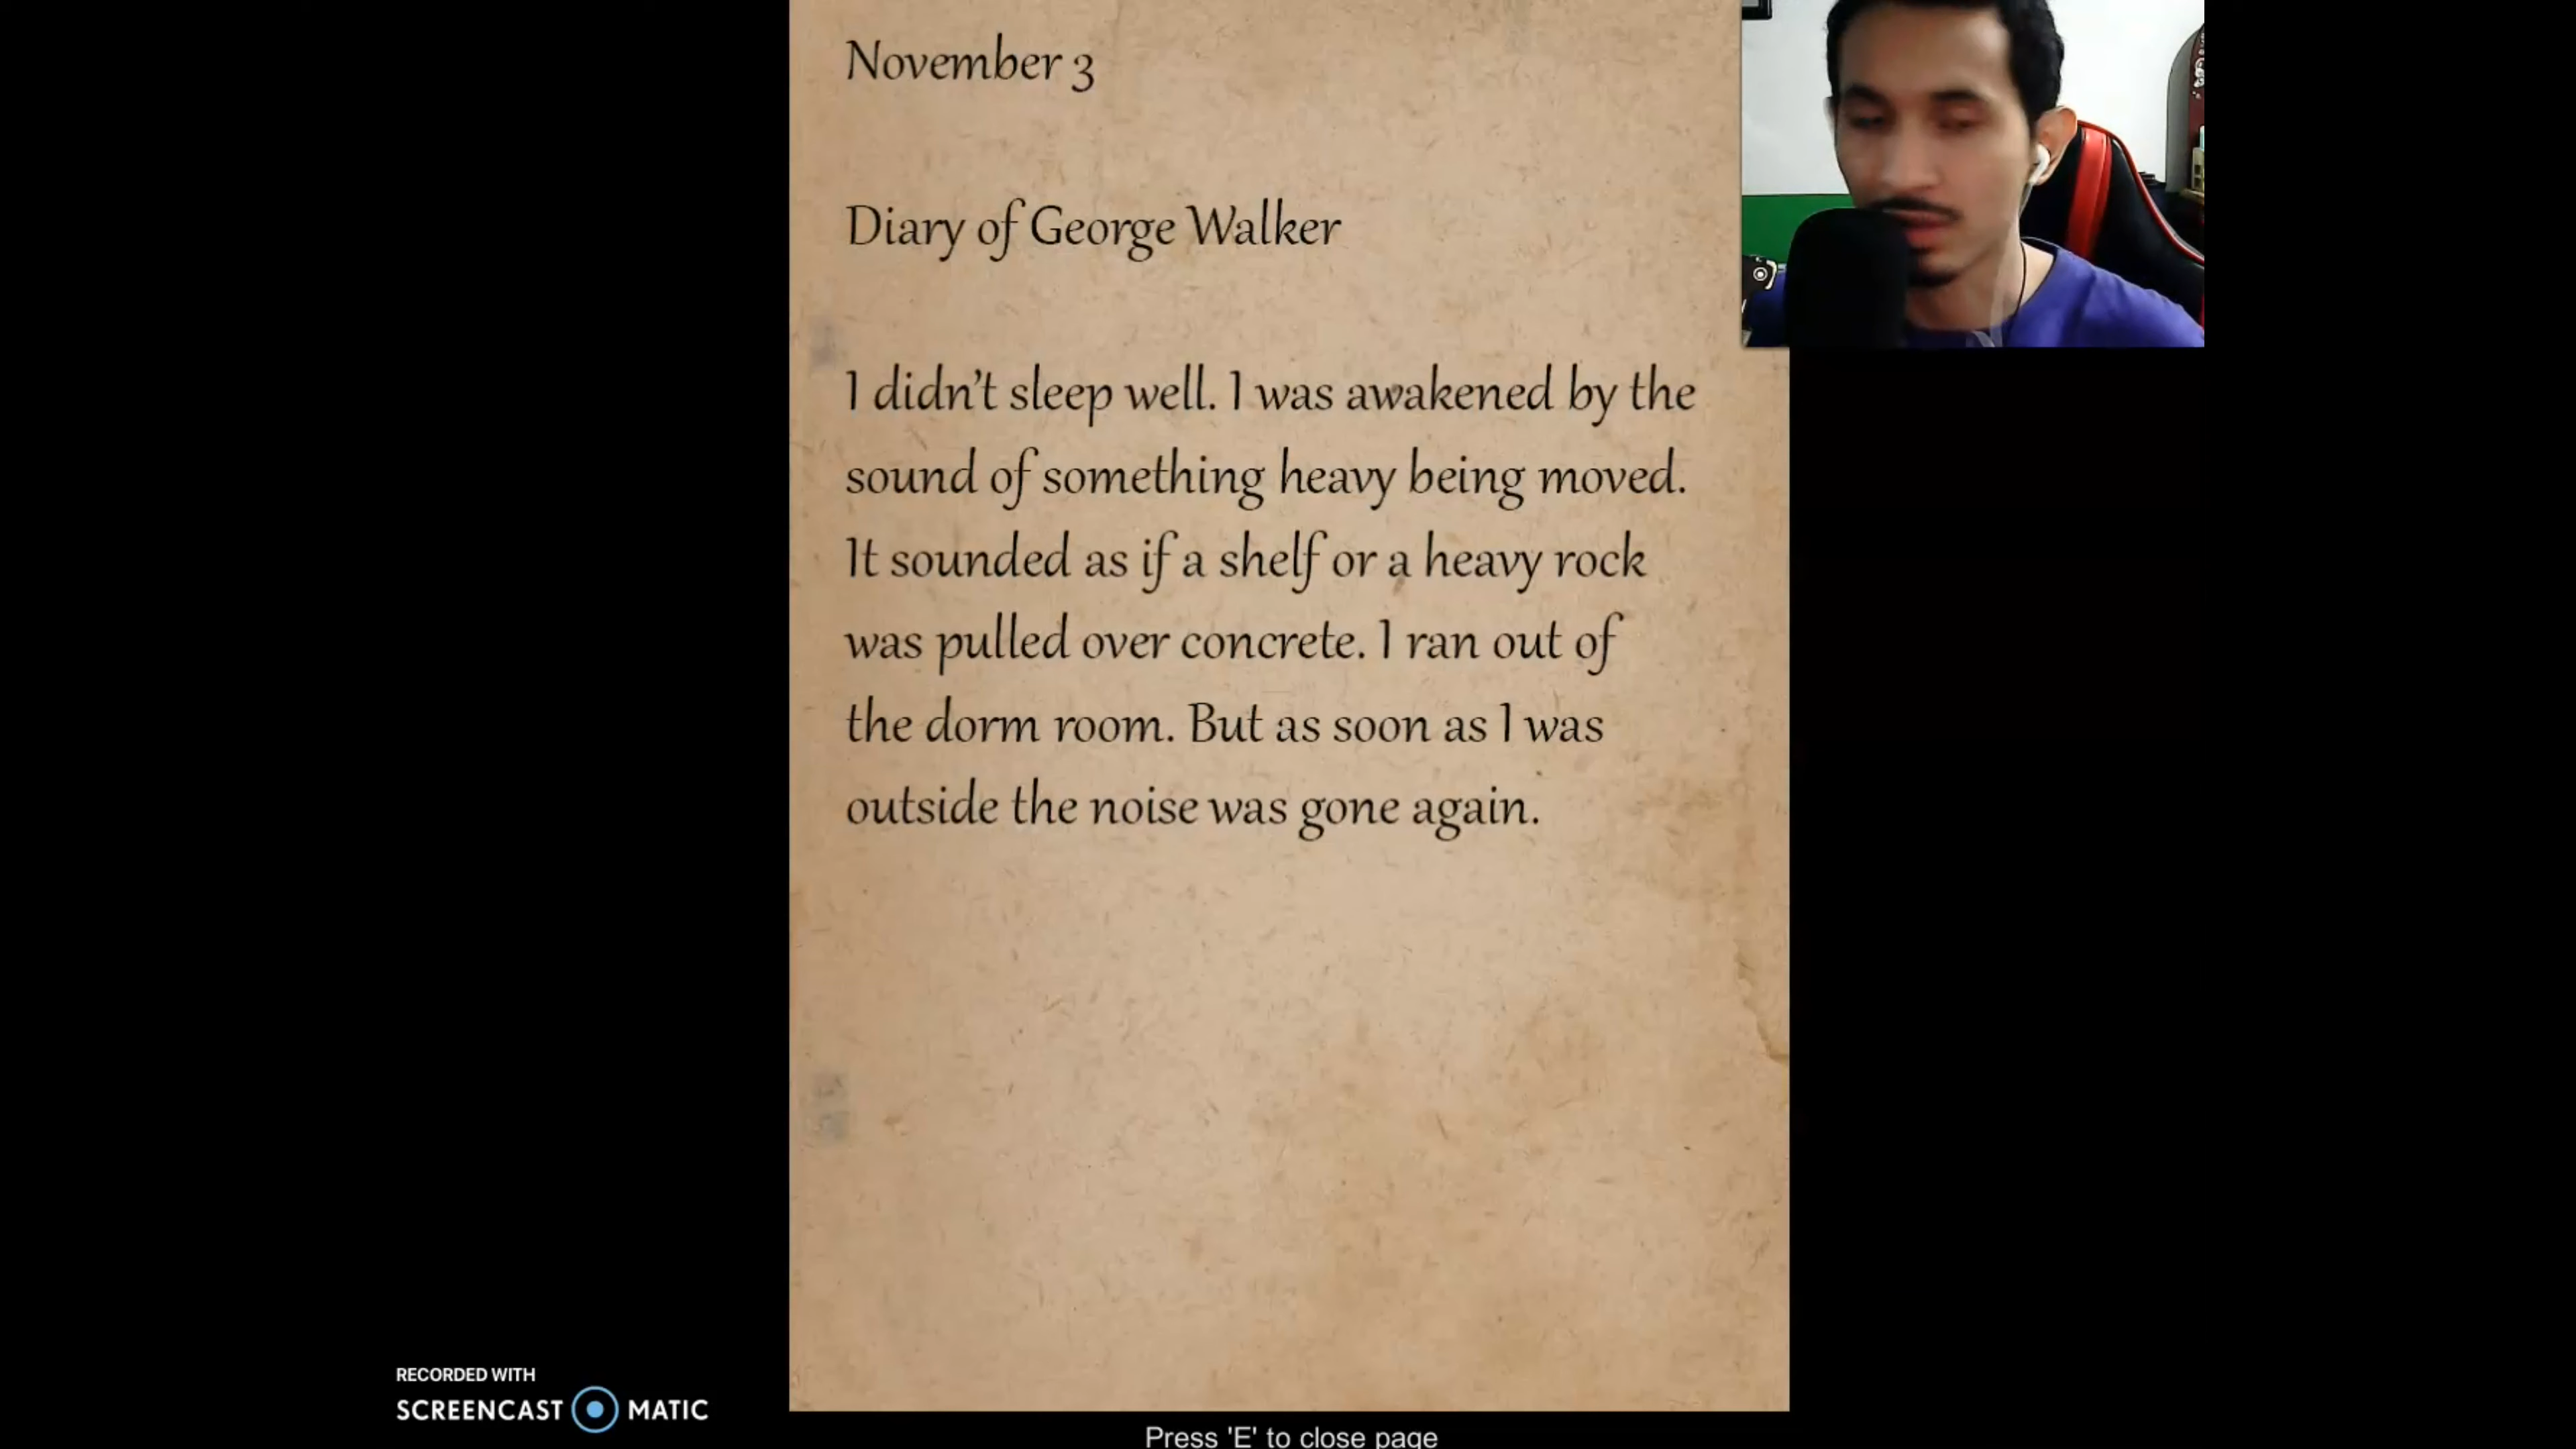 November 3
Diary of George Walker
I didn't sleep well. I was awakened by the
sound of something heavy being moved.
It sounded as if a shelf or a heavy rock
was pulled over concrete. I ran out of
the dorm room. But as soon as I was
outside the noise was gone again.
RECORDED WITH
SCREENCAST MATIC
Press 'E' to close page